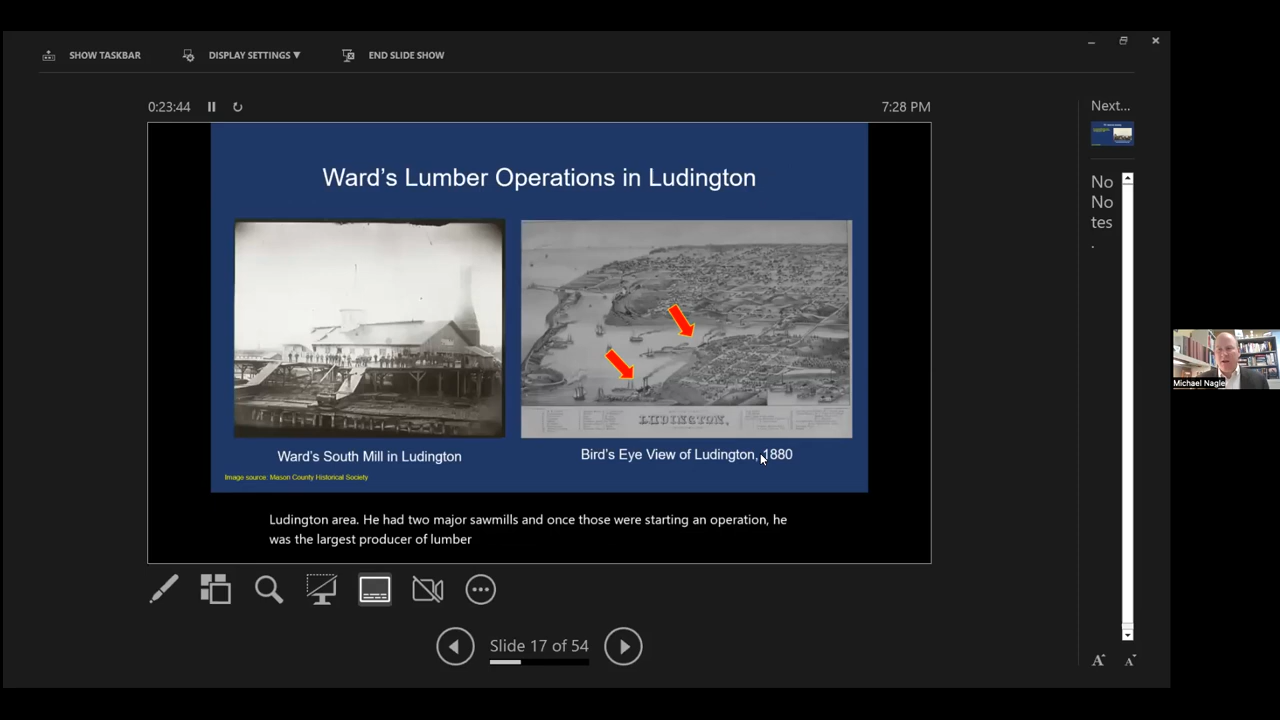 SHOW TASKBAR
DISPLAY SETTINGS ▼
END SLIDE SHOW
0:23:44
7:28 PM
Next...
Ward's Lumber Operations in Ludington
LUDINGTON,
Ward's South Mill in Ludington
Bird's Eye View of Ludington, 1880
Image source: Mason County Historical Society
No
No
tes
.
Ludington area. He had two major sawmills and once those were starting an operation, he
was the largest producer of lumber
Slide 17 of 54
A
A
Michael Nagler